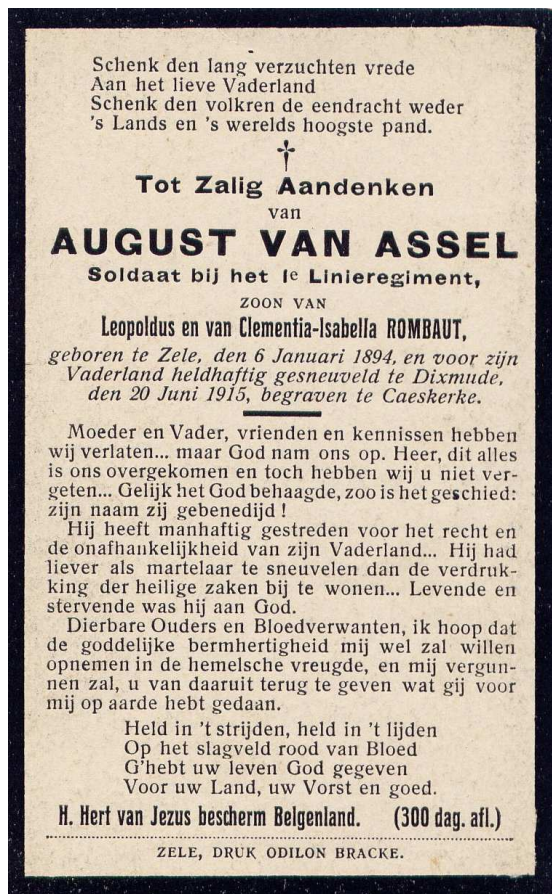 Schenk den lang verzuchten vrede
Aan het lieve Vaderland
Schenk den volkren de eendracht weder
's Lands en 's werelds hoogste pand.
†
Tot Zalig Aandenken
van
AUGUST VAN ASSEL
Soldaat bij het 1e Linieregiment,
ZOON VAN
Leopoldus en van Clementia-Isabella ROMBAUT,
geboren te Zele, den 6 Januari 1894, en voor zijn
Vaderland heldhaftig gesneuveld te Dixmude,
den 20 Juni 1915, begraven te Caeskerke.
Moeder en Vader, vrienden en kennissen hebben
wij verlaten... maar God nam ons op. Heer, dit alles
is ons overgekomen en toch hebben wij u niet ver-
geten... Gelijk het God behaagde, zoo is het geschied:
zijn naam zij gebenedijd !
Hij heeft manhaftig gestreden voor het recht en
de onafhankelijkheid van zijn Vaderland... Hij had
liever als martelaar te sneuvelen dan de verdruk-
king der heilige zaken bij te wonen... Levende en
stervende was hij aan God.
Dierbare Ouders en Bloedverwanten, ik hoop dat
de goddelijke bermhertigheid mij wel zal willen
opnemen in de hemelsche vreugde, en mij vergun-
nen zal, u van daaruit terug te geven wat gij voor
mij op aarde hebt gedaan.
Held in 't strijden, held in 't lijden
Op het slagveld rood van Bloed
G'hebt uw leven God gegeven
Voor uw Land, uw Vorst en goed.
H. Hert van Jezus bescherm Belgenland. (300 dag. afl.)
ZELE, DRUK ODILON BRACKE.